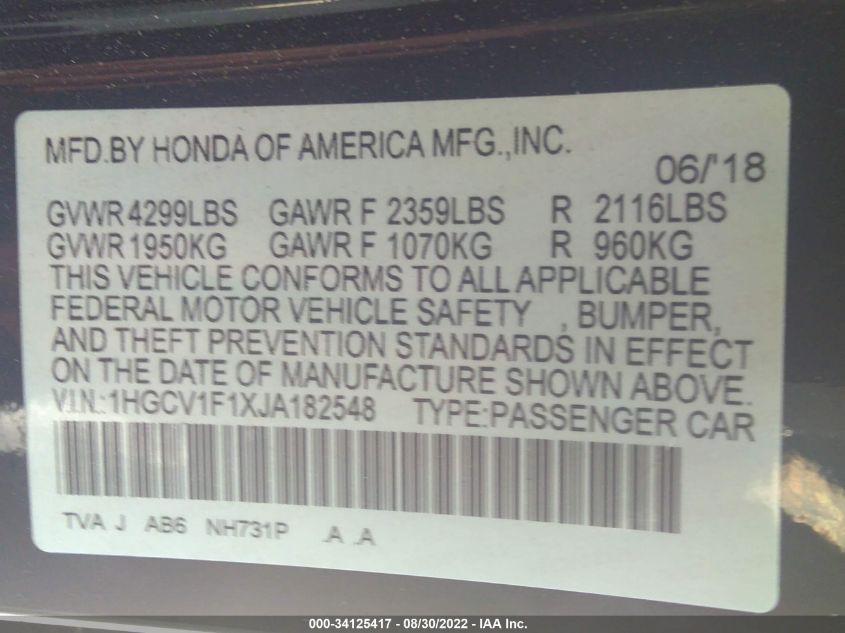 MFD.BY HONDA OF AMERICA MFG.,INC.
06/'18
GVWR 4299LBS GAWR F 2359LBS R 2116LBS
GVWR 1950KG GAWR F 1070KG R 960KG
THIS VEHICLE CONFORMS TO ALL APPLICABLE
FEDERAL MOTOR VEHICLE SAFETY , BUMPER,
AND THEFT PREVENTION STANDARDS IN EFFECT
ON THE DATE OF MANUFACTURE SHOWN ABOVE.
V.I.N.:1HGCV1F1XJA182548 TYPE:PASSENGER CAR
TVA J AB6 NH731P .A .A
000-34125417 - 08/30/2022 - IAA Inc.